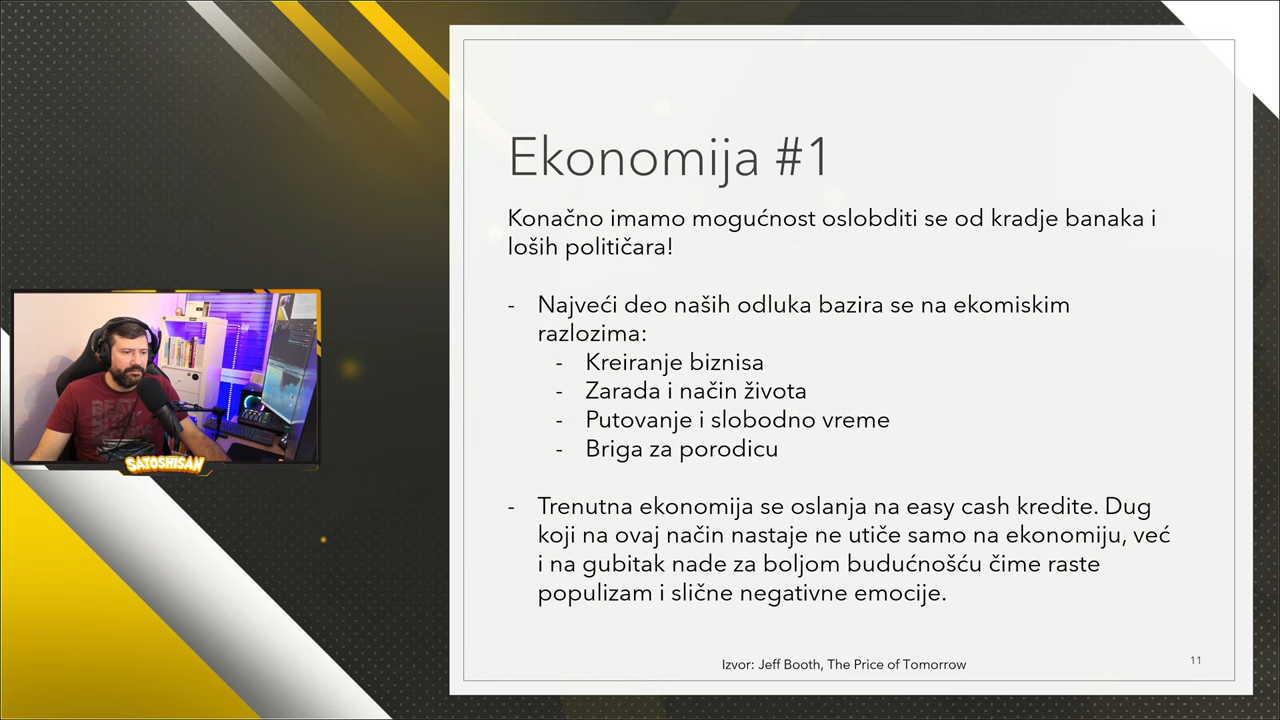 Ekonomija #1
Konačno imamo mogućnost oslobditi se od kradje banaka i
loših političara!
- Najveći deo naših odluka bazira se na ekomiskim
razlozima:
- Kreiranje biznisa
- Zarada i način života
- Putovanje i slobodno vreme
- Briga za porodicu
- Trenutna ekonomija se oslanja na easy cash kredite. Dug
koji na ovaj način nastaje ne utiče samo na ekonomiju, već
i na gubitak nade za boljom budućnošću čime raste
populizam i slične negativne emocije.
Izvor: Jeff Booth, The Price of Tomorrow
11
SATOSHISAN